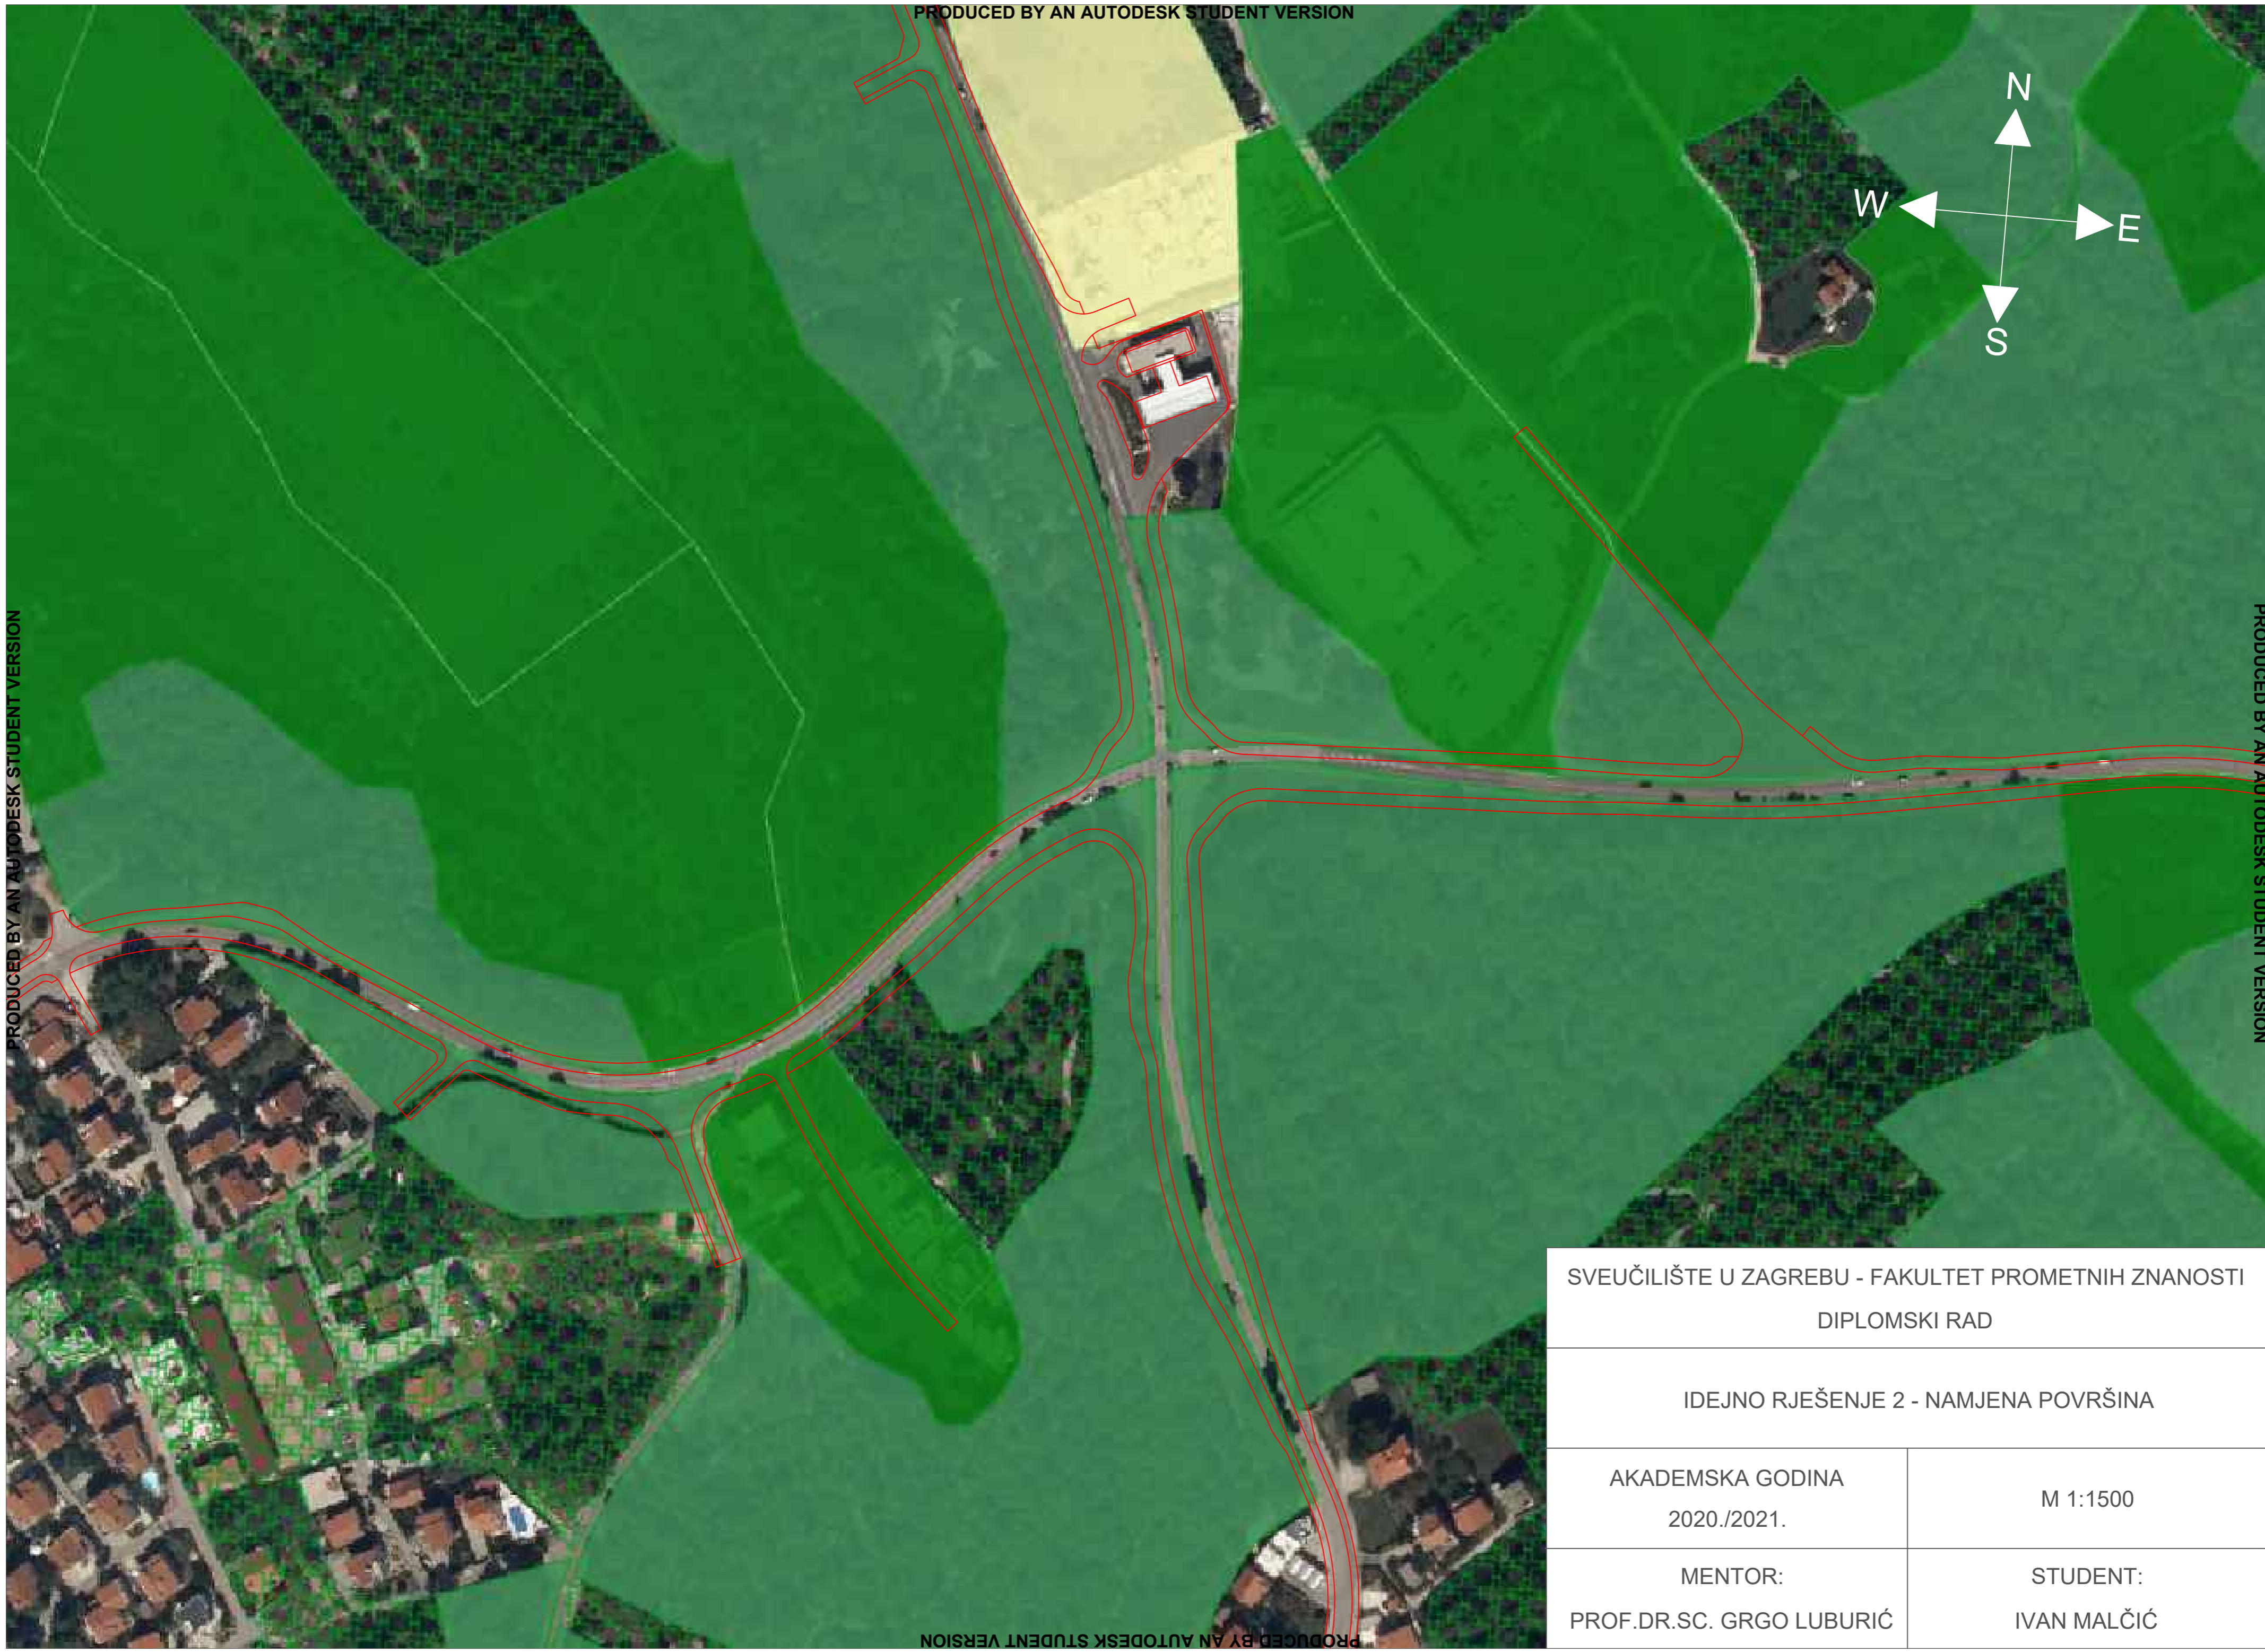 PRODUCED BY AN AUTODESK STUDENT VERSION
N
W
E
S
PRODUCED BY AN AUTODESK STUDENT VERSION
PRODUCED BY AN AUTODESK STUDENT VERSION
SVEUČILIŠTE U ZAGREBU - FAKULTET PROMETNIH ZNANOSTI
DIPLOMSKI RAD
IDEJNO RJEŠENJE 2 - NAMJENA POVRŠINA
AKADEMSKA GODINA
2020./2021.
M 1:1500
MENTOR:
PROF.DR.SC. GRGO LUBURIĆ
STUDENT:
IVAN MALČIĆ
PRODUCED BY AN AUTODESK STUDENT VERSION